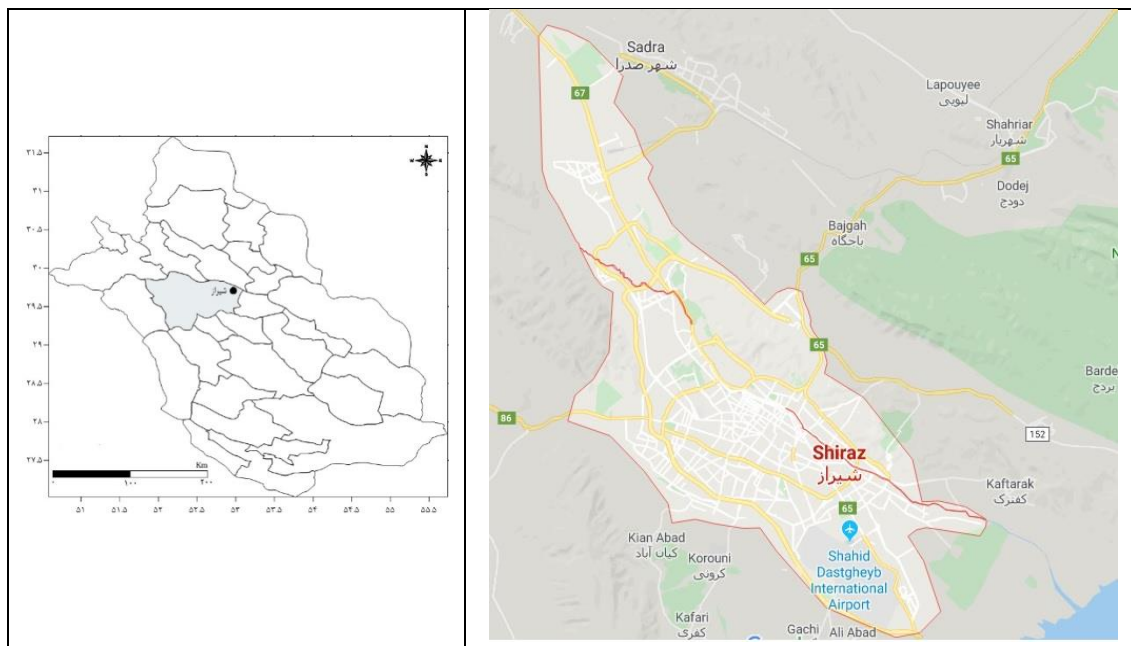 ۳۱.۵
۳۱
۳۰.۵
۳۰
شیراز
۲۹.۵
۲۹
۲۸.۵
۲۸
۲۷.۵
Km
۰ ۱۰۰ ۲۰۰
۵۱ ۵۱.۵ ۵۲ ۵۲.۵ ۵۳ ۵۳.۵ ۵۴ ۵۴.۵ ۵۵ ۵۵.۵
Sadra
شهر صدرا
67
Lapouyee
لپویی
Shahriar
شهریار
65
Dodej
دودج
Bajgah
باجگاه
65
N
65
Barde
بردج
86
152
Shiraz
شیراز
Kaftarak
کفترک
65
Kian Abad
کیان آباد
Korouni
کرونی
Shahid
Dastgheyb
International
Airport
Kafari
کفری
Gachi
Ali Abad